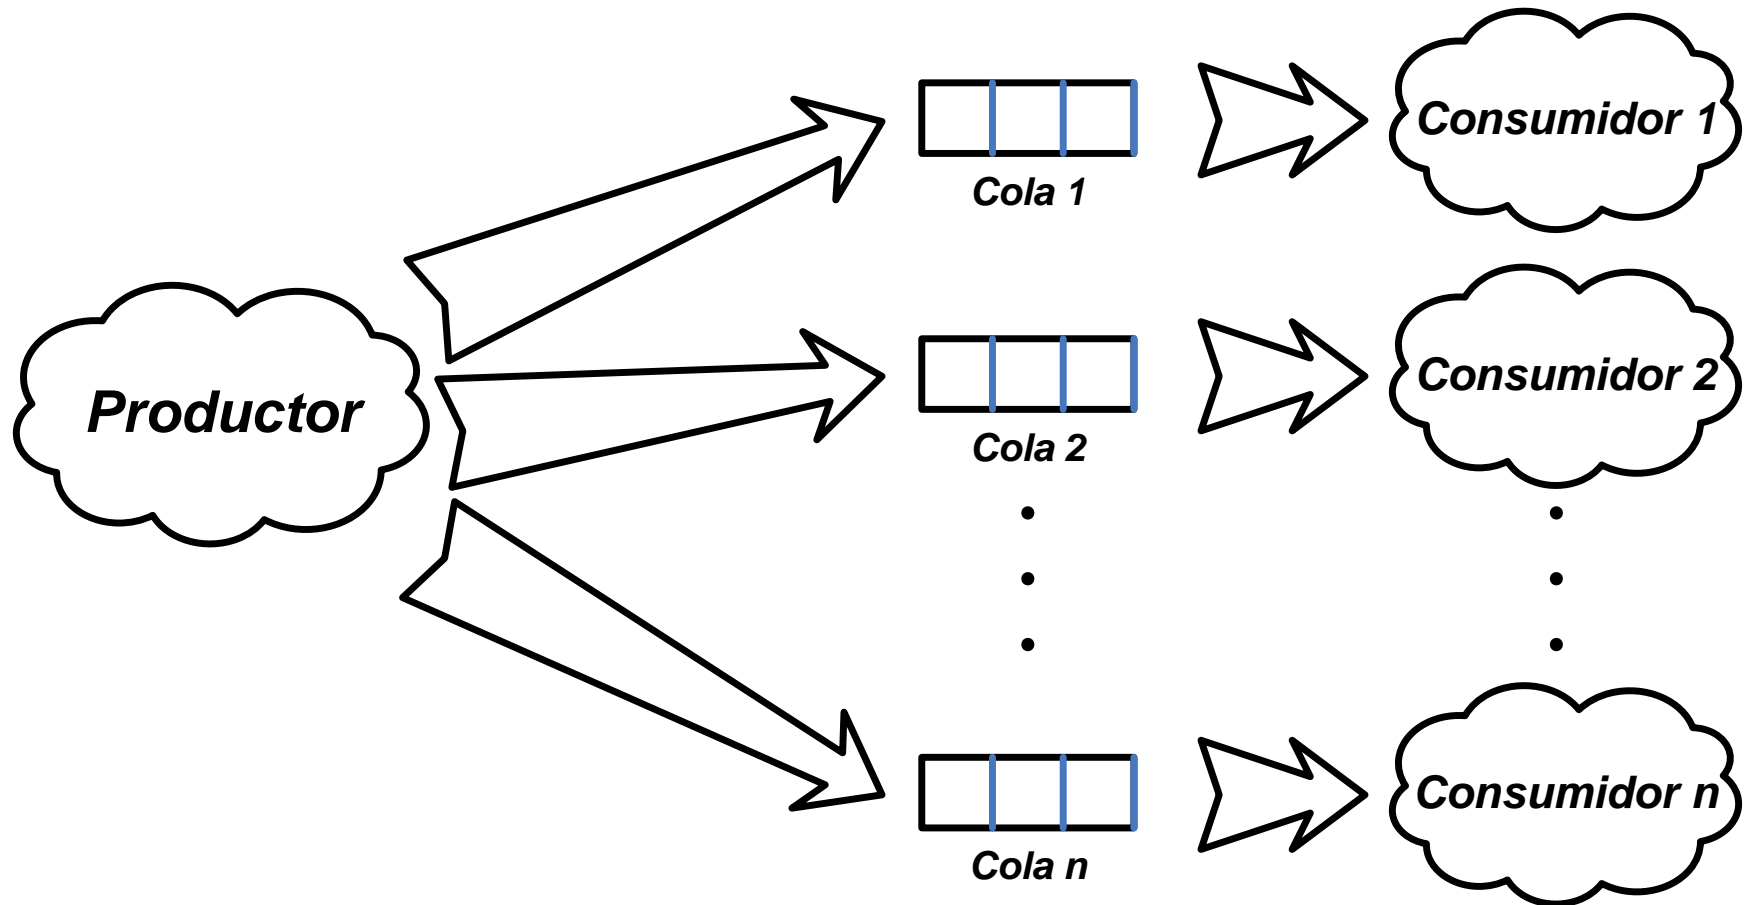 Productor
Cola 1
Consumidor 1
Cola 2
Consumidor 2
Cola n
Consumidor n